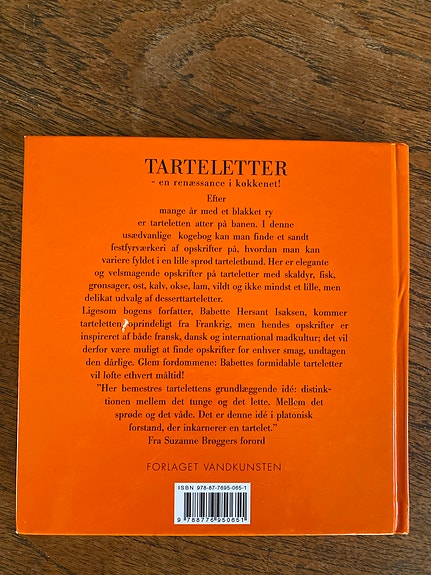 TARTELETTER
- en renæssance i køkkenet!
Efter
mange år med et blakket ry
er tarteletten atter på banen. I denne
usædvanlige kogebog kan man finde et sandt
festfyrværkeri af opskrifter på, hvordan man kan
variere fyldet i en lille sprød tarteletbund. Her er elegante
og velsmagende opskrifter på tarteletter med skaldyr, fisk,
grønsager, ost, kalv, okse, lam, vildt og ikke mindst et lille, men
delikat udvalg af desserttarteletter.
Ligesom bogens forfatter, Babette Hersant Isaksen, kommer
tarteletten oprindeligt fra Frankrig, men hendes opskrifter er
inspireret af både fransk, dansk og international madkultur; det vil
derfor være muligt at finde opskrifter for enhver smag, undtagen
den dårlige. Glem fordommene: Babettes formidable tarteletter
vil løfte ethvert måltid!
"Her bemestres tartelettens grundlæggende idé: distink-
tionen mellem det tunge og det lette. Mellem det
sprøde og det våde. Det er denne idé i platonisk
forstand, der inkarnerer en tartelet."
Fra Suzanne Brøggers forord
FORLAGET VANDKUNSTEN
ISBN 978-87-7695-065-1
9 788776 950651